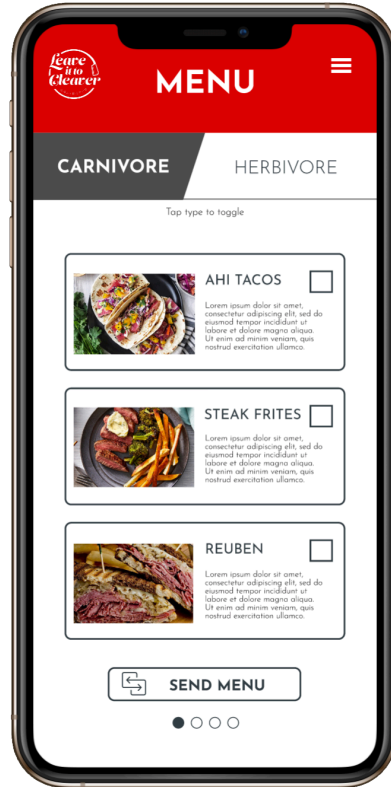 Leave
it to
Cleaver
MENU
CARNIVORE
HERBIVORE
Tap type to toggle
AHI TACOS
Lorem ipsum dolor sit amet,
consectetur adipiscing elit, sed do
eiusmod tempor incididunt ut
labore et dolore magna aliqua.
Ut enim ad minim veniam, quis
nostrud exercitation ullamco.
STEAK FRITES
Lorem ipsum dolor sit amet,
consectetur adipiscing elit, sed do
eiusmod tempor incididunt ut
labore et dolore magna aliqua.
Ut enim ad minim veniam, quis
nostrud exercitation ullamco.
REUBEN
Lorem ipsum dolor sit amet,
consectetur adipiscing elit, sed do
eiusmod tempor incididunt ut
labore et dolore magna aliqua.
Ut enim ad minim veniam, quis
nostrud exercitation ullamco.
SEND MENU